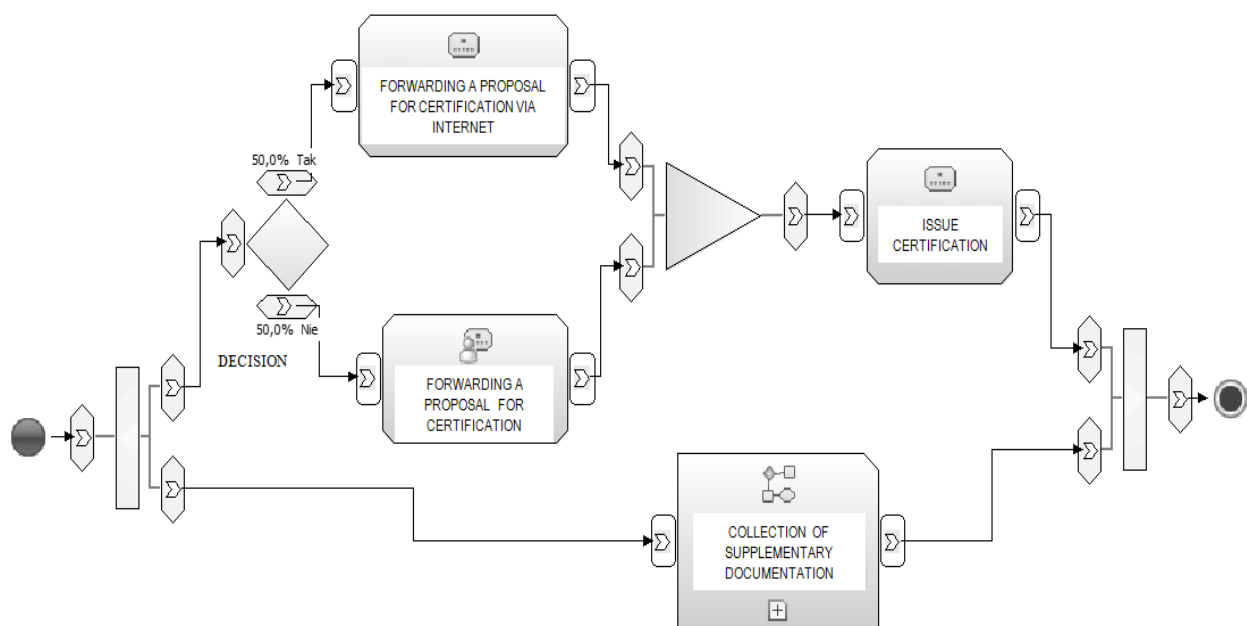 FORWARDING A PROPOSAL
FOR CERTIFICATION VIA
INTERNET
50,0% Tak
ISSUE
CERTIFICATION
50,0% Nie
DECISION
FORWARDING A
PROPOSAL FOR
CERTIFICATION
COLLECTION OF
SUPPLEMENTARY
DOCUMENTATION